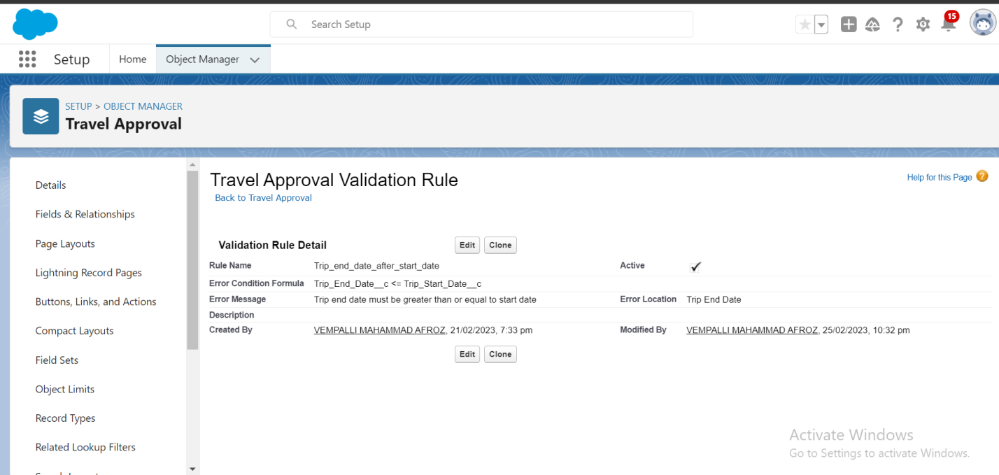 Search Setup
15
Setup
Home
Object Manager
SETUP > OBJECT MANAGER
Travel Approval
Details
Fields & Relationships
Page Layouts
Lightning Record Pages
Buttons, Links, and Actions
Compact Layouts
Field Sets
Object Limits
Record Types
Related Lookup Filters
Travel Approval Validation Rule
Help for this Page ?
Back to Travel Approval
Validation Rule Detail
Edit Clone
Rule Name Trip_end_date_after_start_date Active
Error Condition Formula Trip_End_Date__c <= Trip_Start_Date__c
Error Message Trip end date must be greater than or equal to start date Error Location Trip End Date
Description
Created By VEMPALLI MAHAMMAD AFROZ, 21/02/2023, 7:33 pm Modified By VEMPALLI MAHAMMAD AFROZ, 25/02/2023, 10:32 pm
Edit Clone
Activate Windows
Go to Settings to activate Windows.